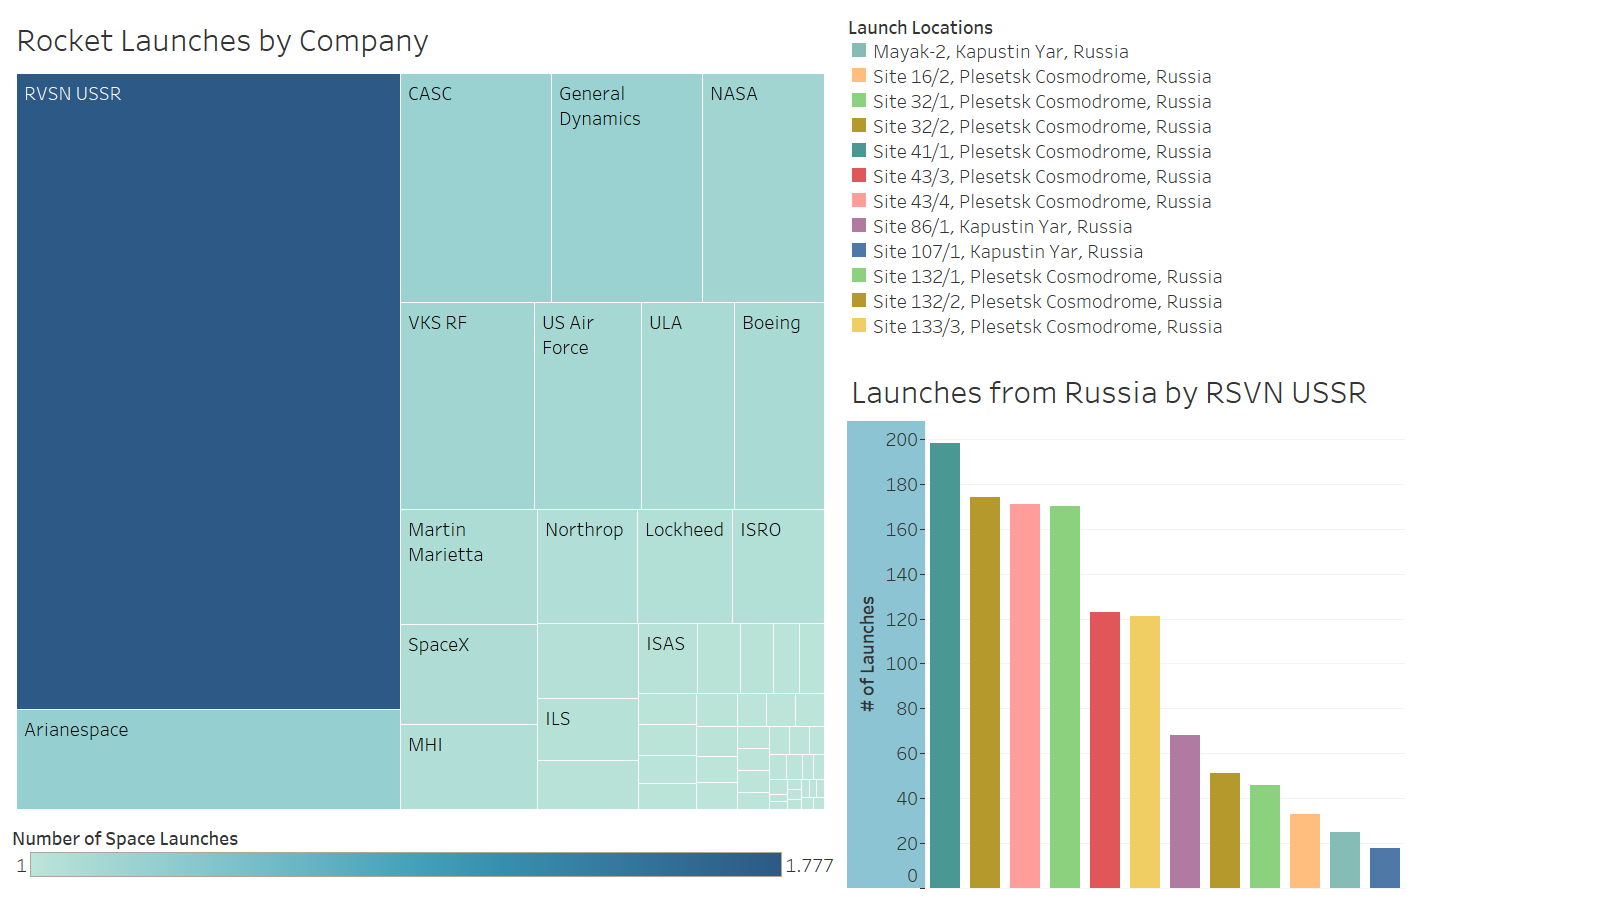 Rocket Launches by Company
RVSN USSR
CASC
General
Dynamics
NASA
VKS RF
US Air
Force
ULA
Boeing
Martin
Marietta
Northrop
Lockheed
ISRO
SpaceX
ISAS
ILS
Arianespace
MHI
Number of Space Launches
1
1.777
Launch Locations
Mayak-2, Kapustin Yar, Russia
Site 16/2, Plesetsk Cosmodrome, Russia
Site 32/1, Plesetsk Cosmodrome, Russia
Site 32/2, Plesetsk Cosmodrome, Russia
Site 41/1, Plesetsk Cosmodrome, Russia
Site 43/3, Plesetsk Cosmodrome, Russia
Site 43/4, Plesetsk Cosmodrome, Russia
Site 86/1, Kapustin Yar, Russia
Site 107/1, Kapustin Yar, Russia
Site 132/1, Plesetsk Cosmodrome, Russia
Site 132/2, Plesetsk Cosmodrome, Russia
Site 133/3, Plesetsk Cosmodrome, Russia
Launches from Russia by RSVN USSR
# of Launches
200
180
160
140
120
100
80
60
40
20
0